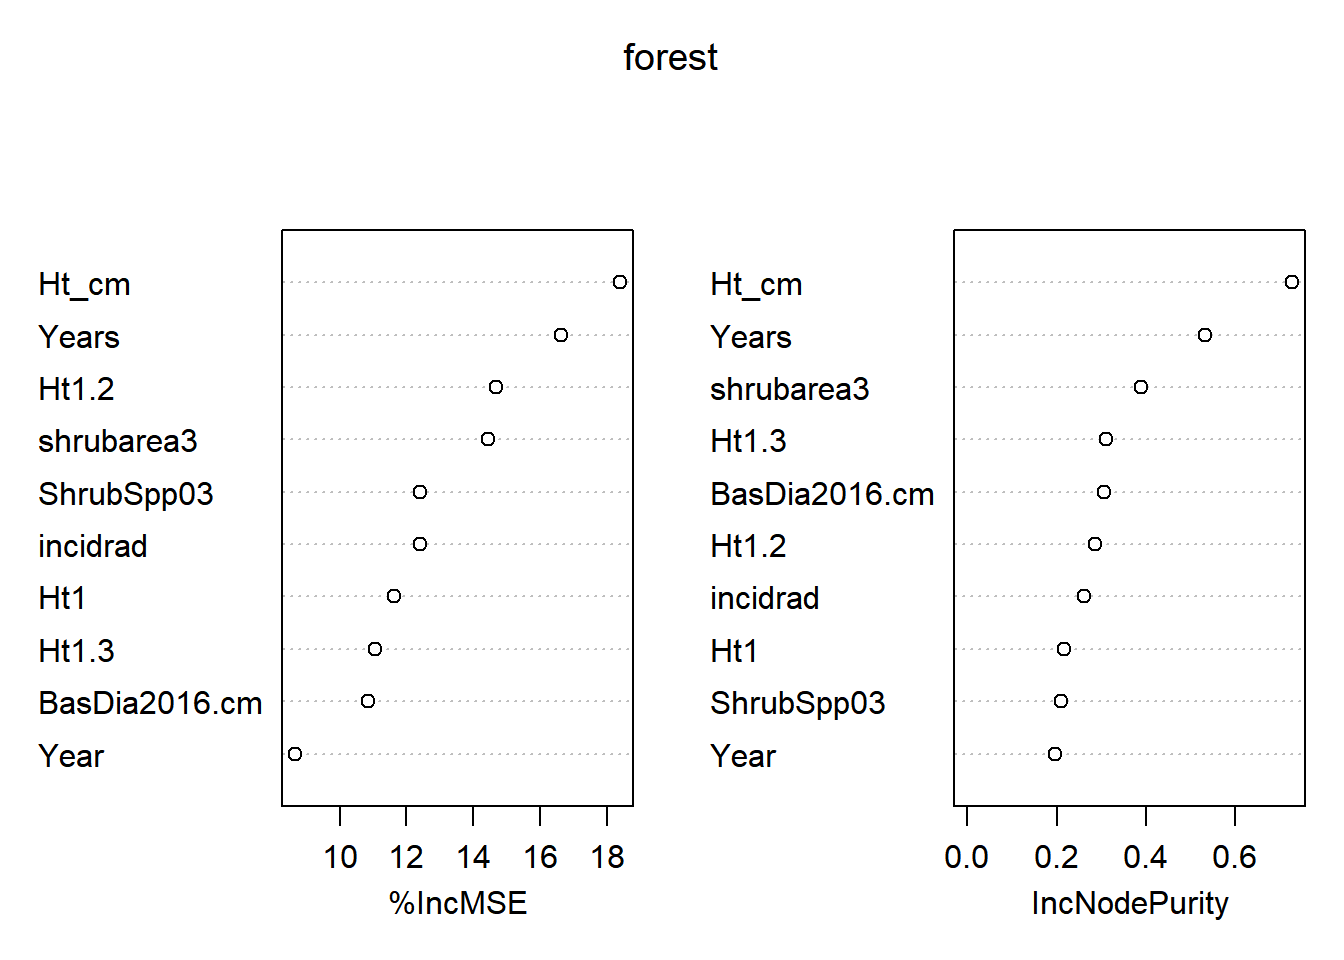 forest
Ht_cm
Years
Ht1.2
shrubarea3
ShrubSpp03
incidrad
Ht1
Ht1.3
BasDia2016.cm
Year
10 12 14 16 18
%IncMSE
Ht_cm
Years
shrubarea3
Ht1.3
BasDia2016.cm
Ht1.2
incidrad
Ht1
ShrubSpp03
Year
0.0 0.2 0.4 0.6
IncNodePurity